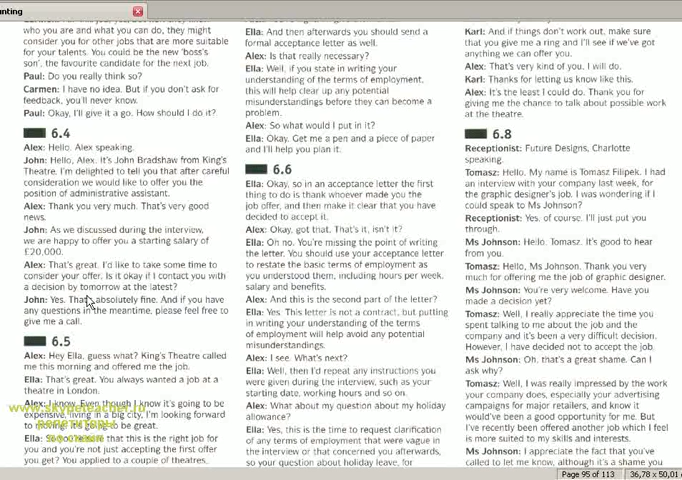 nting
who you are and what you can do, they might
consider you for other jobs that are more suitable
for your talents. You could be the new 'boss's
son', the favourite candidate for the next job.
Paul: Do you really think so?
Carmen: I have no idea. But if you don't ask for
feedback, you'll never know.
Paul: Okay, I'll give it a go. How should I do it?
6.4
Alex: Hello. Alex speaking.
John: Hello, Alex. It's John Bradshaw from King's
Theatre. I'm delighted to tell you that after careful
consideration we would like to offer you the
position of administrative assistant.
Alex: Thank you very much. That's very good
news.
John: As we discussed during the interview,
we are happy to offer you a starting salary of
£20,000.
Alex: That's great. I'd like to take some time to
consider your offer. Is it okay if I contact you with
a decision by tomorrow at the latest?
John: Yes. That's absolutely fine. And if you have
any questions in the meantime, please feel free to
give me a call.
6.5
Alex: Hey Ella, guess what? King's Theatre called
me this morning and offered me the job.
Ella: That's great. You always wanted a job at a
theatre in London.
Alex: I know. Even though I know it's going to be
expensive, living in a big city, I'm looking forward
to moving. It's going to be great.
Ella: So you're sure that this is the right job for
you and you're not just accepting the first offer
you get? You applied to a couple of theatres,
Ella: And then afterwards you should send a
formal acceptance letter as well.
Alex: Is that really necessary?
Ella: Well, if you state in writing your
understanding of the terms of employment,
this will help clear up any potential
misunderstandings before they can become a
problem.
Alex: So what would I put in it?
Ella: Okay. Get me a pen and a piece of paper
and I'll help you plan it.
6.6
Ella: Okay, so in an acceptance letter the first
thing to do is thank whoever made you the
job offer, and then make it clear that you have
decided to accept it.
Alex: Okay, got that. That's it, isn't it?
Ella: Oh no. You're missing the point of writing
the letter. You should use your acceptance letter
to restate the basic terms of employment as
you understood them, including hours per week,
salary and benefits.
Alex: And this is the second part of the letter?
Ella: Yes. This letter is not a contract, but putting
in writing your understanding of the terms
of employment will help avoid any potential
misunderstandings.
Alex: I see. What's next?
Ella: Well, then I'd repeat any instructions you
were given during the interview, such as your
starting date, working hours and so on.
Alex: What about my question about my holiday
allowance?
Ella: Yes, this is the time to request clarification
of any terms of employment that were vague in
the interview or that concerned you afterwards,
so your question about holiday leave, for
Karl: And if things don't work out, make sure
that you give me a ring and I'll see if we've got
anything we can offer you.
Alex: That's very kind of you. I will do.
Karl: Thanks for letting us know like this.
Alex: It's the least I could do. Thank you for
giving me the chance to talk about possible work
at the theatre.
6.8
Receptionist: Future Designs, Charlotte
speaking.
Tomasz: Hello. My name is Tomasz Filipek. I had
an interview with your company last week, for
the graphic designer's job. I was wondering if I
could speak to Ms Johnson?
Receptionist: Yes, of course. I'll just put you
through.
Ms Johnson: Hello. Tomasz. It's good to hear
from you.
Tomasz: Hello, Ms Johnson. Thank you very
much for offering me the job of graphic designer.
Ms Johnson: You're very welcome. Have you
made a decision yet?
Tomasz: Well, I really appreciate the time you
spent talking to me about the job and the
company and it's been a very difficult decision.
However, I have decided not to accept the job.
Ms Johnson: Oh, that's a great shame. Can I
ask why?
Tomasz: Well, I was really impressed by the work
your company does, especially your advertising
campaigns for major retailers, and know it
would've been a good opportunity for me. But
I've recently been offered another job which I feel
is more suited to my skills and interests.
Ms Johnson: I appreciate the fact that you've
called to let me know, although it's a shame you
www.skypeteacher.ru
РЕПЕТИТОРЫ
по скайпу
Page 95 of 113
36,78 x 50,01